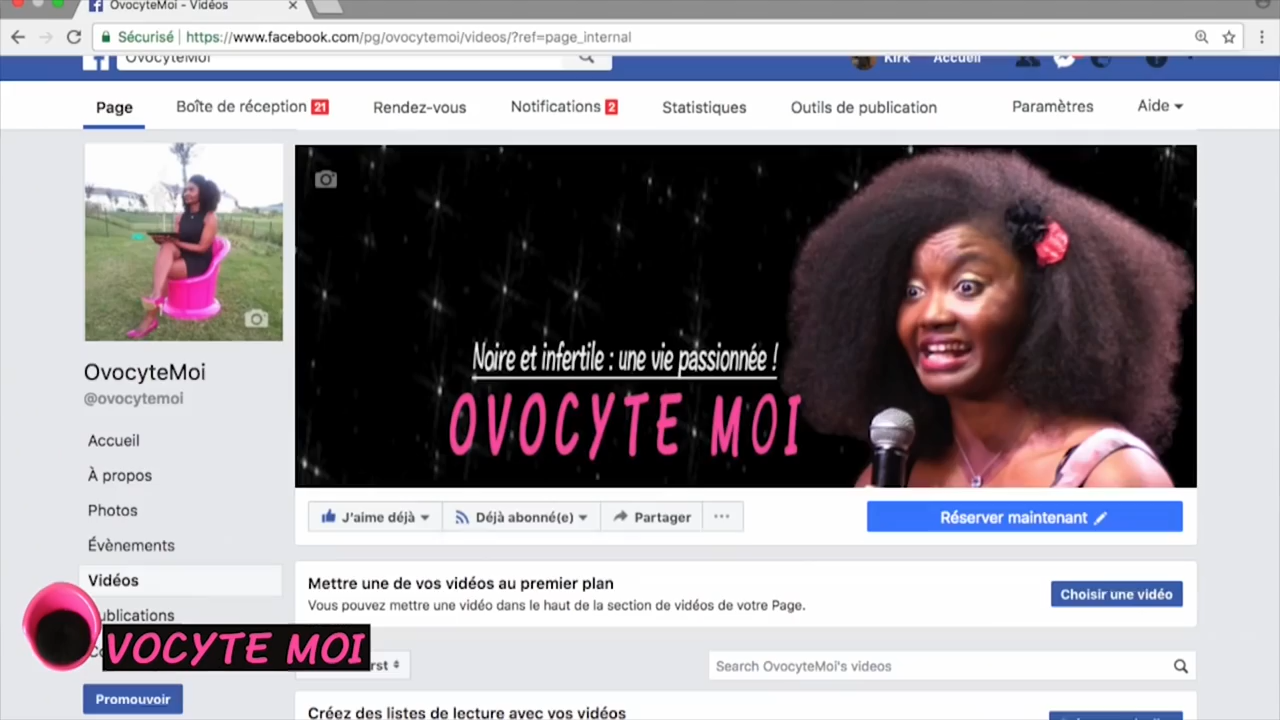 OvocyteMoi - Vidéos
Sécurisé
https://www.facebook.com/pg/ovocytemoi/videos/?ref=page_internal
OvocyteMoi
Kirk
Accueil
Page
Boîte de réception 21
Rendez-vous
Notifications 2
Statistiques
Outils de publication
Paramètres
Aide
Noire et infertile : une vie passionnée !
OVOCYTE MOI
OvocyteMoi
@ovocytemoi
Accueil
À propos
Photos
Évènements
Vidéos
ublications
VOCYTE MOI
Promouvoir
J'aime déjà
Déjà abonné(e)
Partager
Réserver maintenant
Mettre une de vos vidéos au premier plan
Vous pouvez mettre une vidéo dans le haut de la section de vidéos de votre Page.
Choisir une vidéo
rst
Search OvocyteMoi's videos
Créez des listes de lecture avec vos vidéos